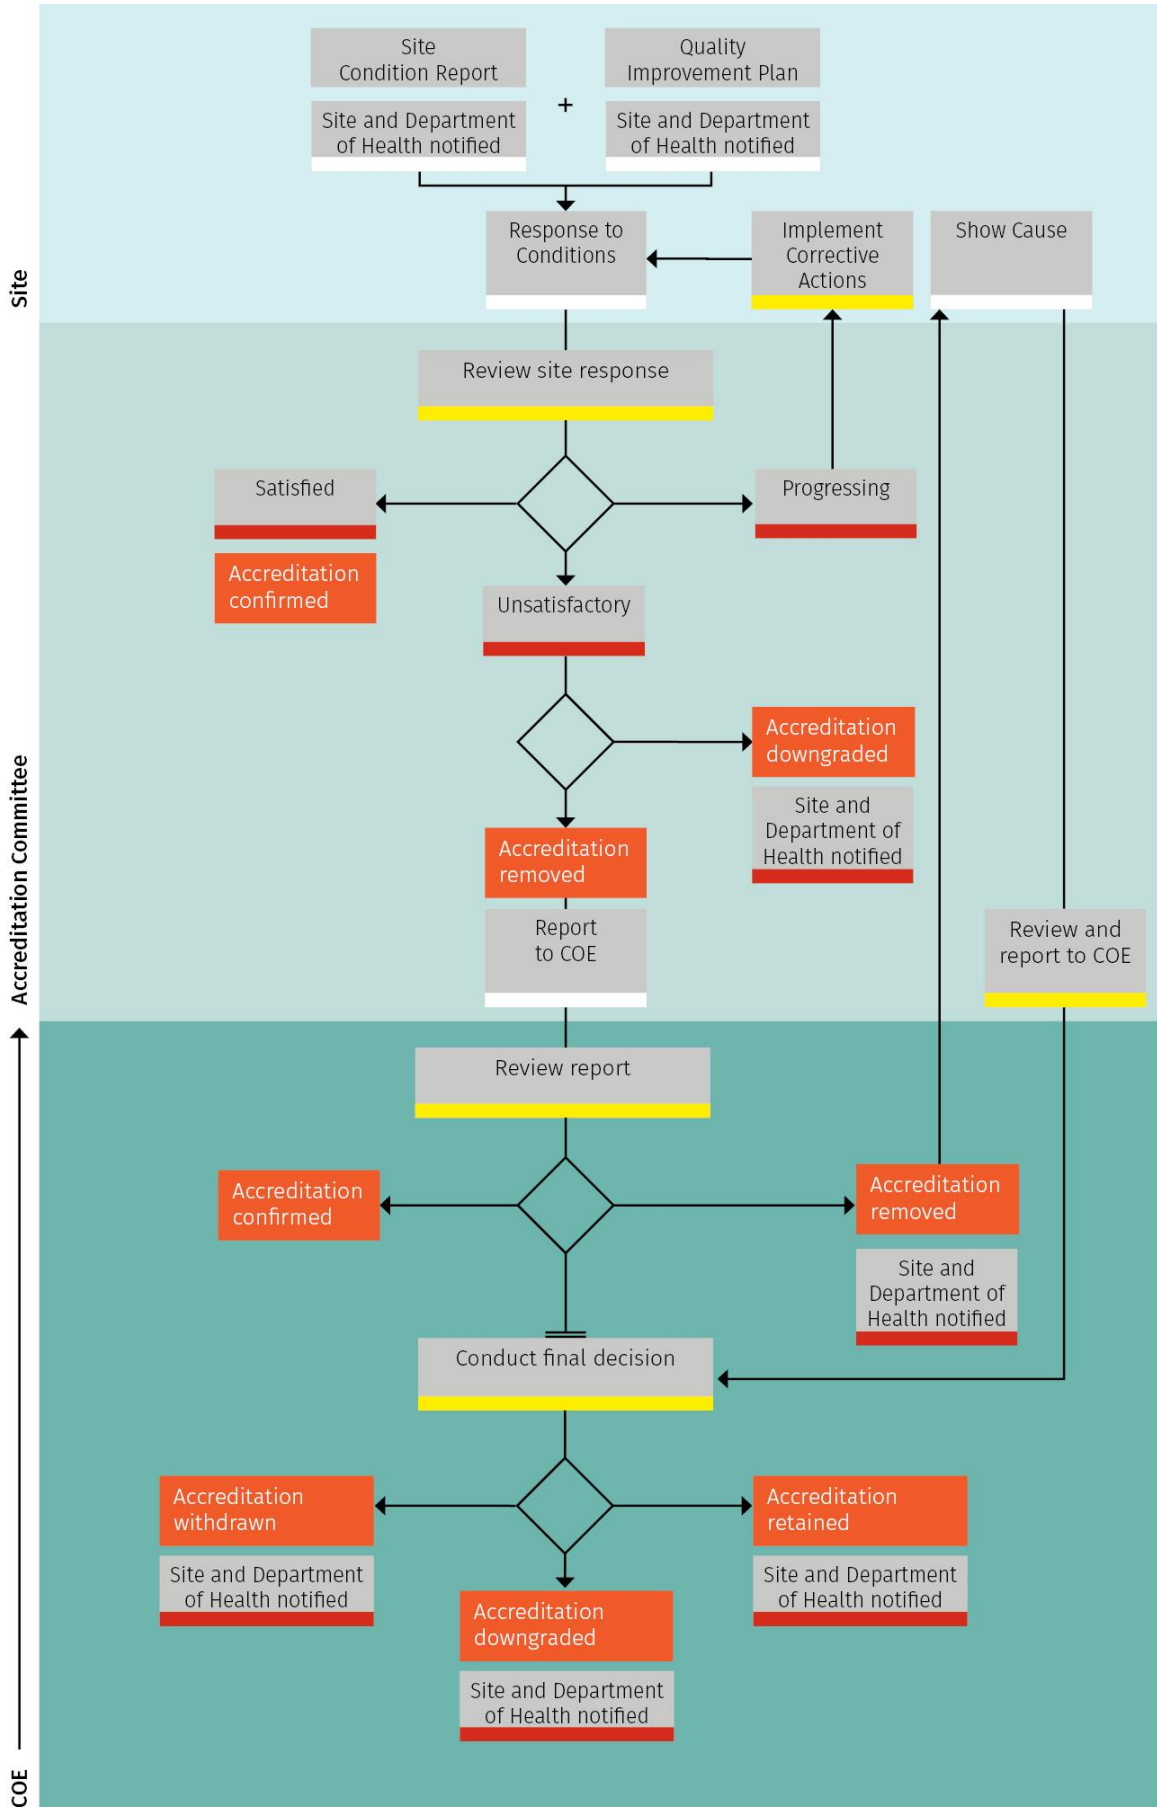 Site
Condition Report
Site and Department
of Health notified
+
Quality
Improvement Plan
Site and Department
of Health notified
Response to
Conditions
Implement
Corrective
Actions
Show Cause
Site
Review site response
Satisfied
Accreditation
confirmed
Progressing
Unsatisfactory
Accreditation
downgraded
Site and
Department of
Health notified
Accreditation
removed
Report
to COE
Review and
report to COE
Accreditation Committee
Review report
Accreditation
confirmed
Accreditation
removed
Site and
Department of
Health notified
Conduct final decision
Accreditation
withdrawn
Site and Department
of Health notified
Accreditation
downgraded
Site and Department
of Health notified
Accreditation
retained
Site and Department
of Health notified
COE